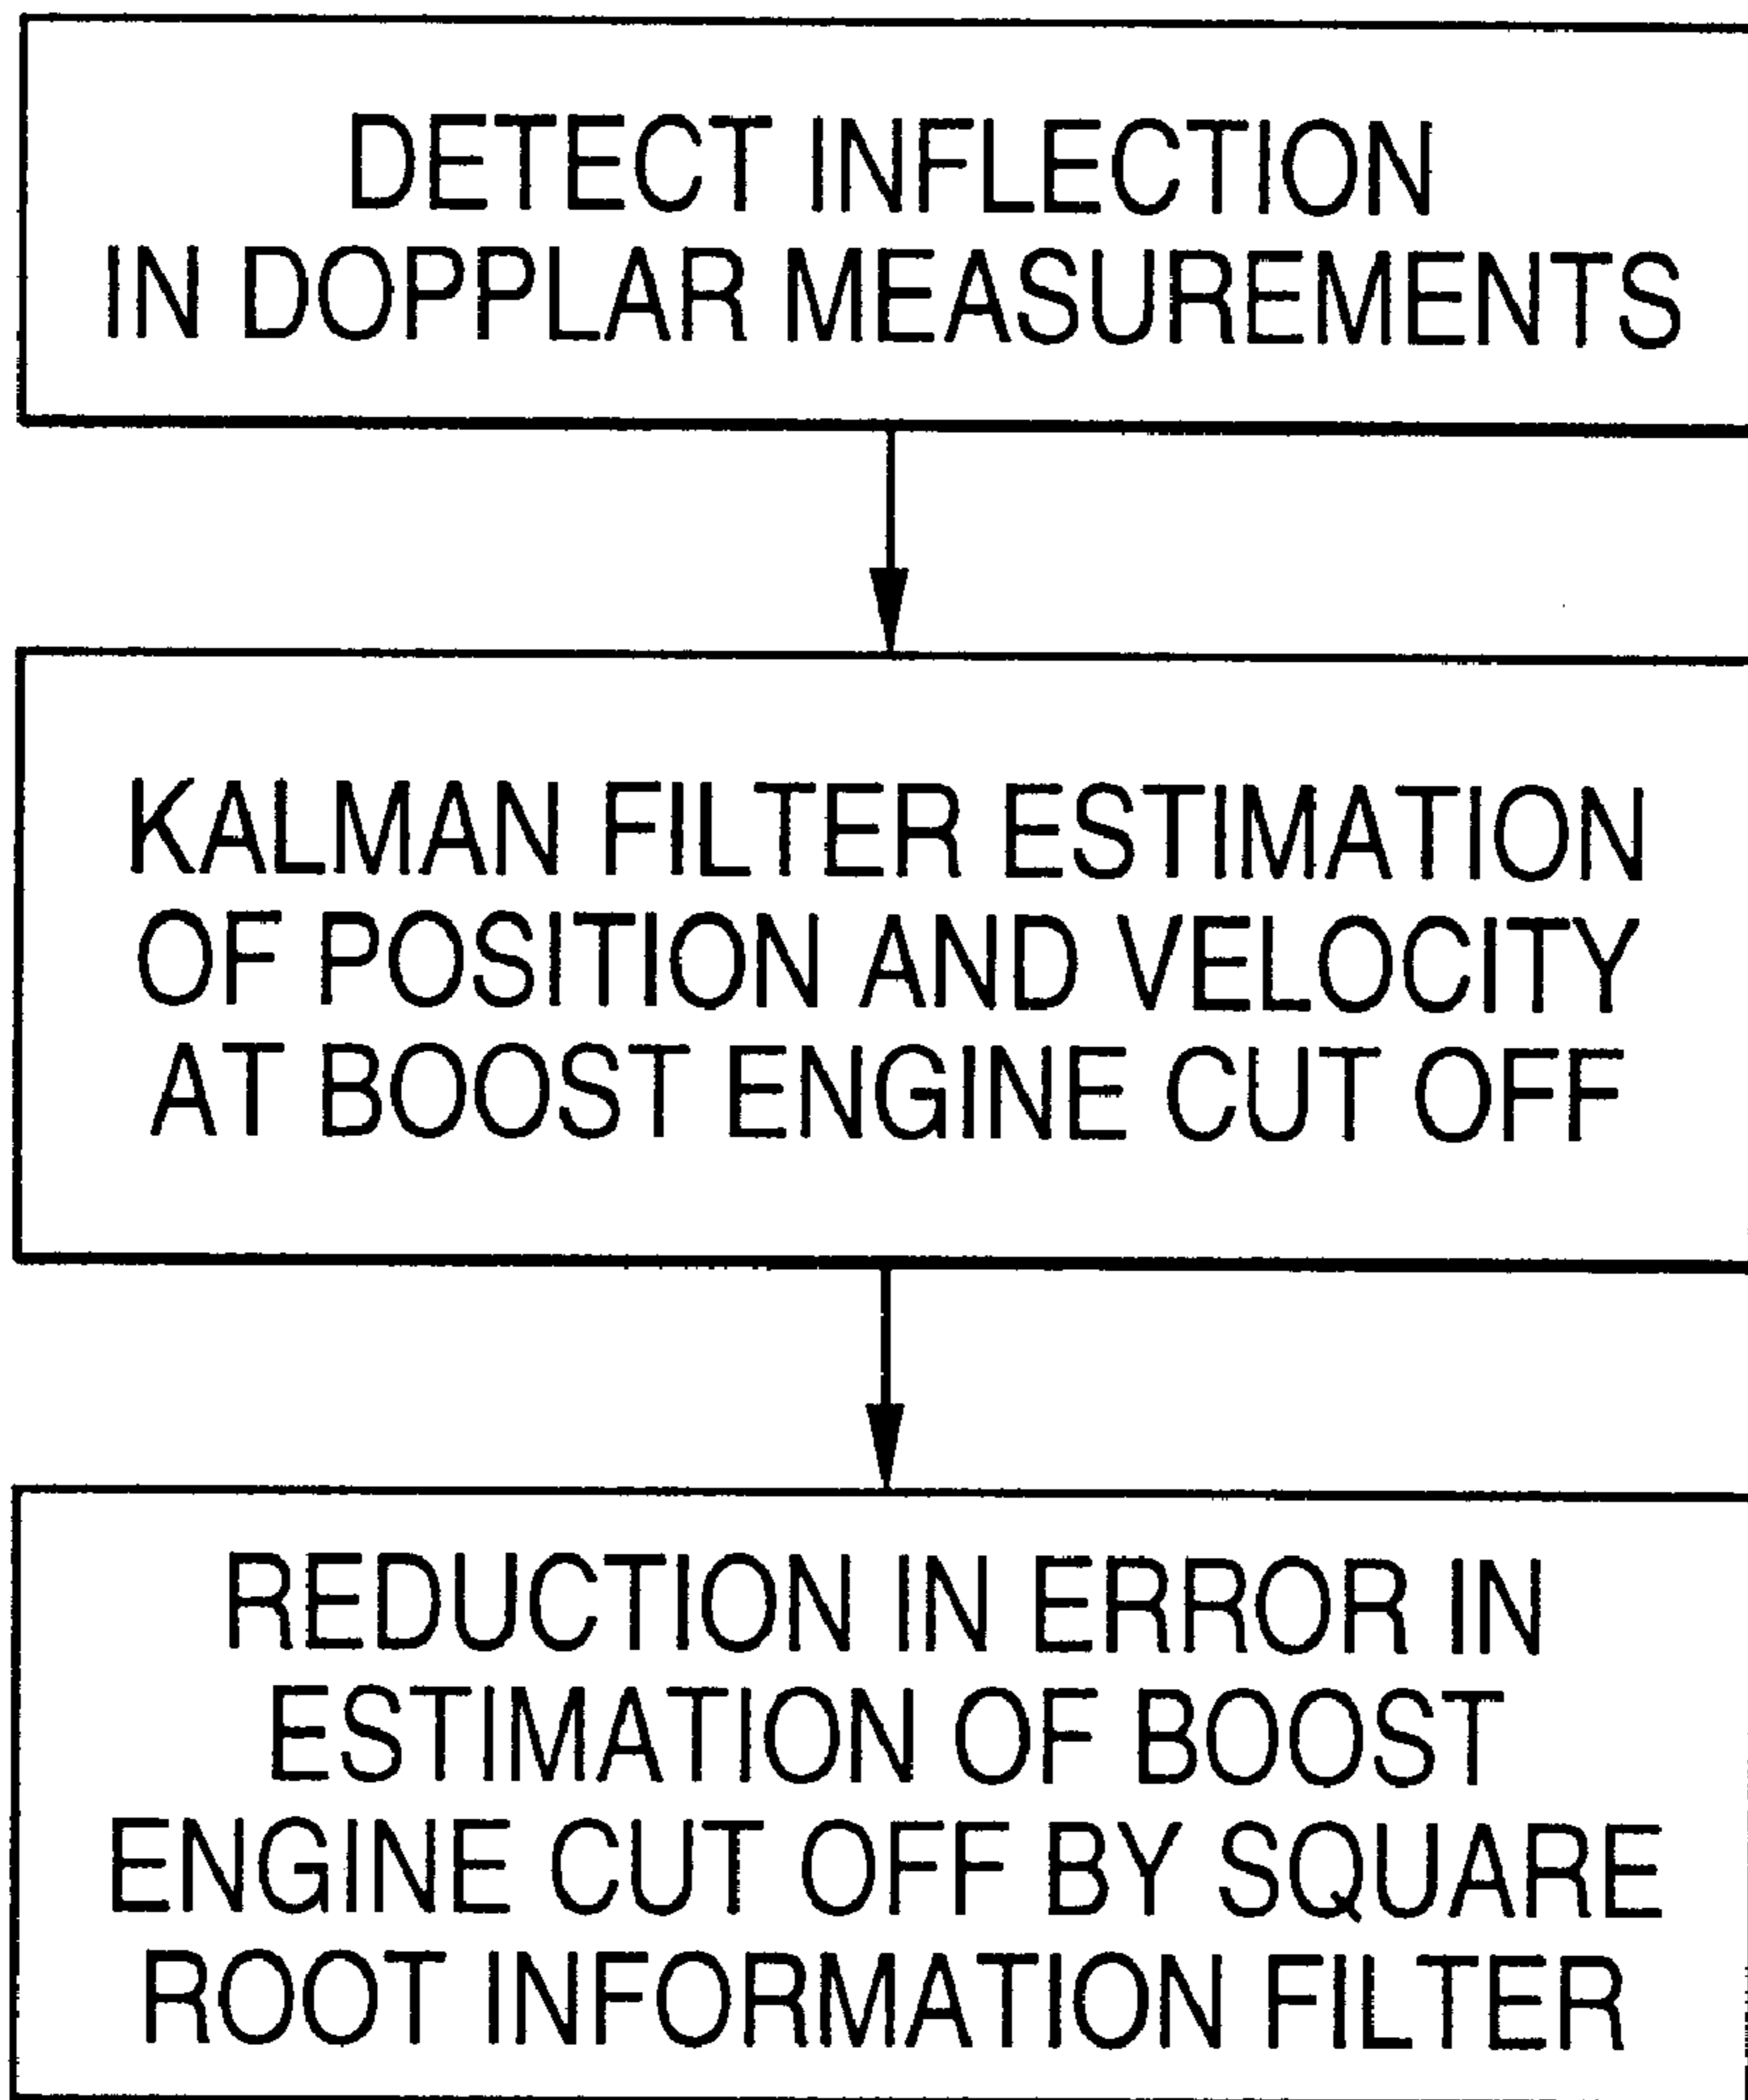 DETECT INFLECTION
IN DOPPLAR MEASUREMENTS
KALMAN FILTER ESTIMATION
OF POSITION AND VELOCITY
AT BOOST ENGINE CUT OFF
REDUCTION IN ERROR IN
ESTIMATION OF BOOST
ENGINE CUT OFF BY SQUARE
ROOT INFORMATION FILTER